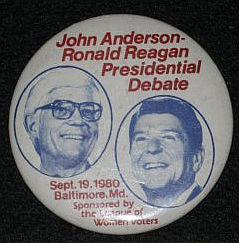 John Anderson-
Ronald Reagan
Presidential
Debate
Sept. 19, 1980
Baltimore, Md.
Sponsored by
the League of
Women Voters